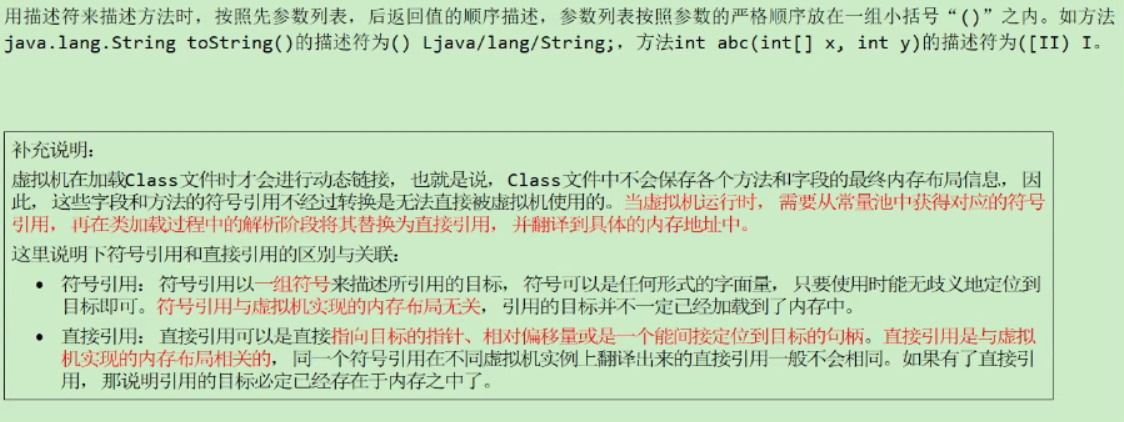 用描述符来描述方法时，按照先参数列表，后返回值的顺序描述，参数列表按照参数的严格顺序放在一组小括号“()”之内。如方法
java.lang.String toString()的描述符为() Ljava/lang/String;，方法int abc(int[] x, int y)的描述符为([II) I。
补充说明：
虚拟机在加载Class文件时才会进行动态链接，也就是说，Class文件中不会保存各个方法和字段的最终内存布局信息，因
此，这些字段和方法的符号引用不经过转换是无法直接被虚拟机使用的。当虚拟机运行时，需要从常量池中获得对应的符号
引用，再在类加载过程中的解析阶段将其替换为直接引用，并翻译到具体的内存地址中。
这里说明下符号引用和直接引用的区别与关联：
• 符号引用：符号引用以一组符号来描述所引用的目标，符号可以是任何形式的字面量，只要使用时能无歧义地定位到
目标即可。符号引用与虚拟机实现的内存布局无关，引用的目标并不一定已经加载到了内存中。
• 直接引用：直接引用可以是直接指向目标的指针、相对偏移量或是一个能间接定位到目标的句柄。直接引用是与虚拟
机实现的内存布局相关的，同一个符号引用在不同虚拟机实例上翻译出来的直接引用一般不会相同。如果有了直接引
用，那说明引用的目标必定已经存在于内存之中了。